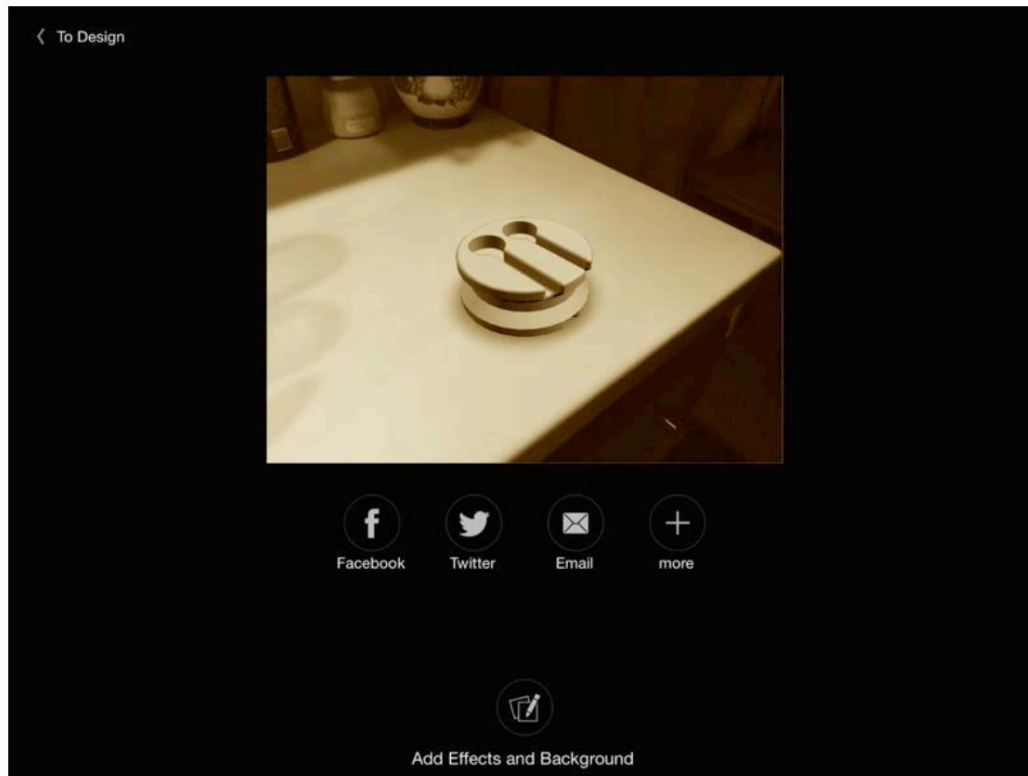 To Design
Facebook
Twitter
Email
more
Add Effects and Background